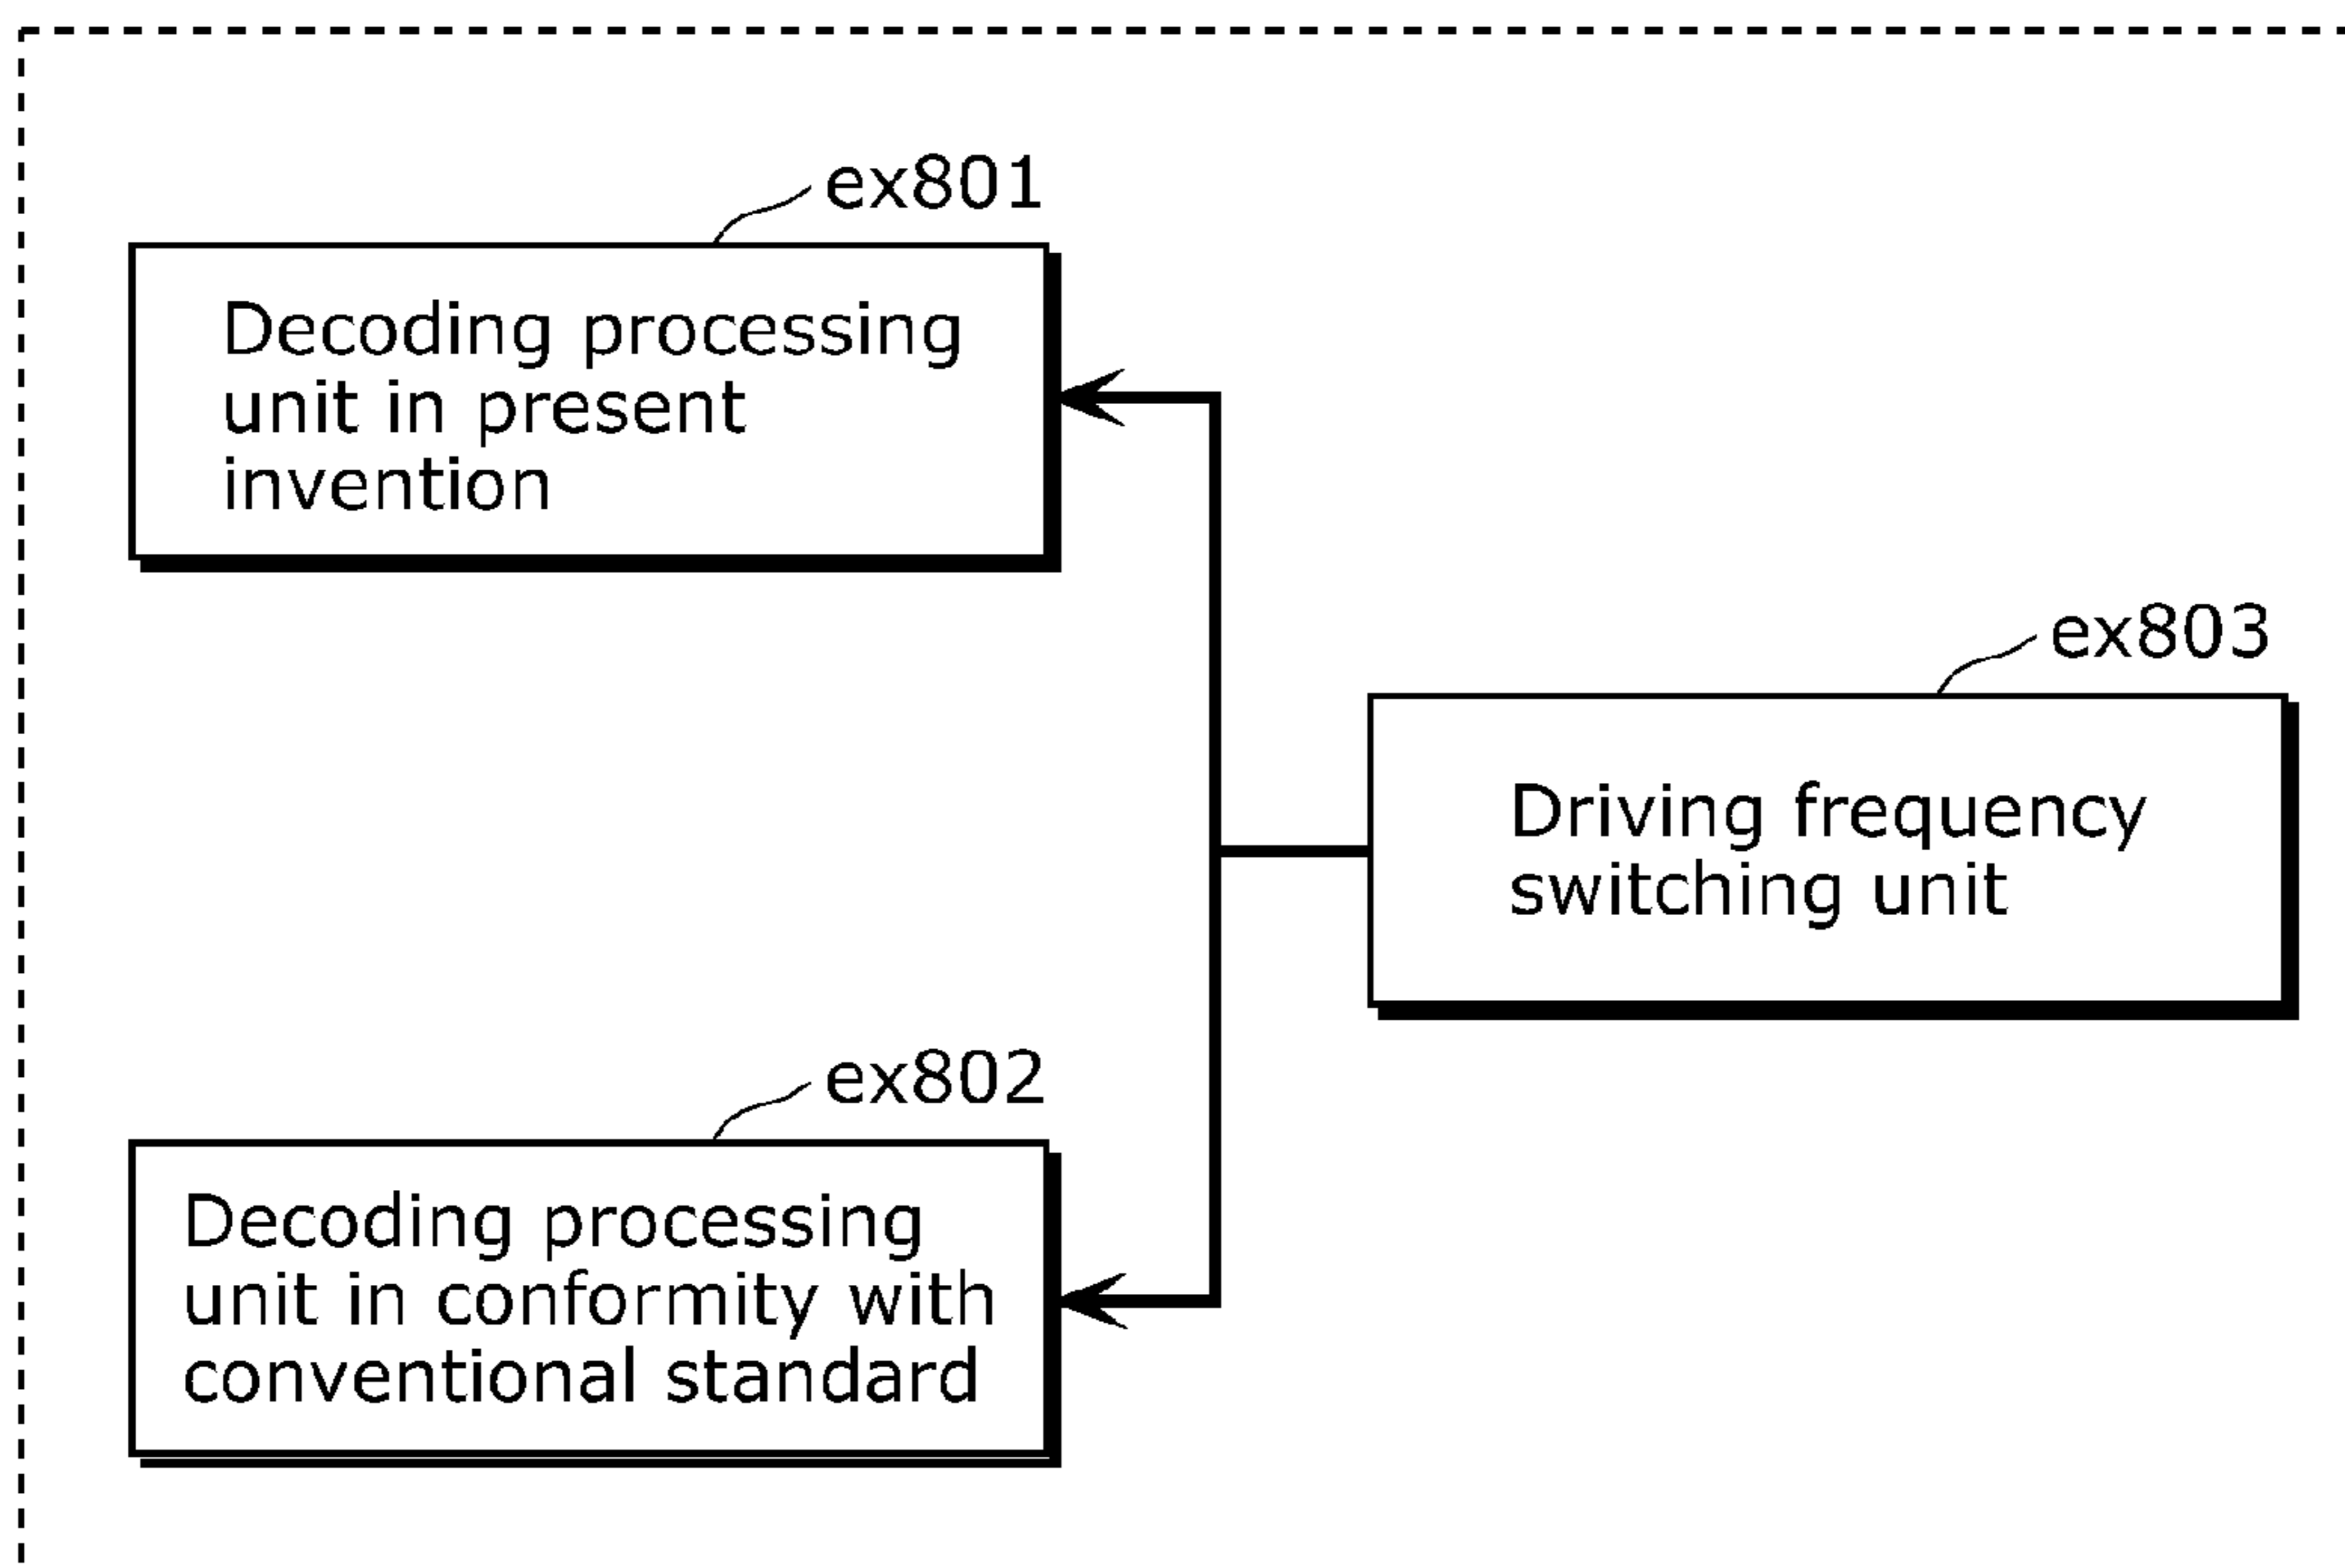 ex801
Decoding processing
unit in present
invention
ex803
Driving frequency
switching unit
ex802
Decoding processing
unit in conformity with
conventional standard